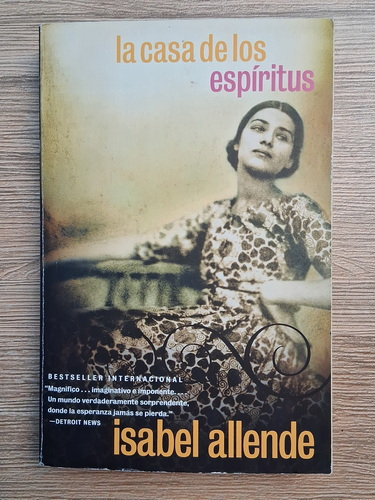 la casa de los
espíritus
BESTSELLER INTERNACIONAL
"Magnífico . . . imaginativo e imponente. . . .
Un mundo verdaderamente sorprendente,
donde la esperanza jamás se pierda."
—DETROIT NEWS
isabel allende